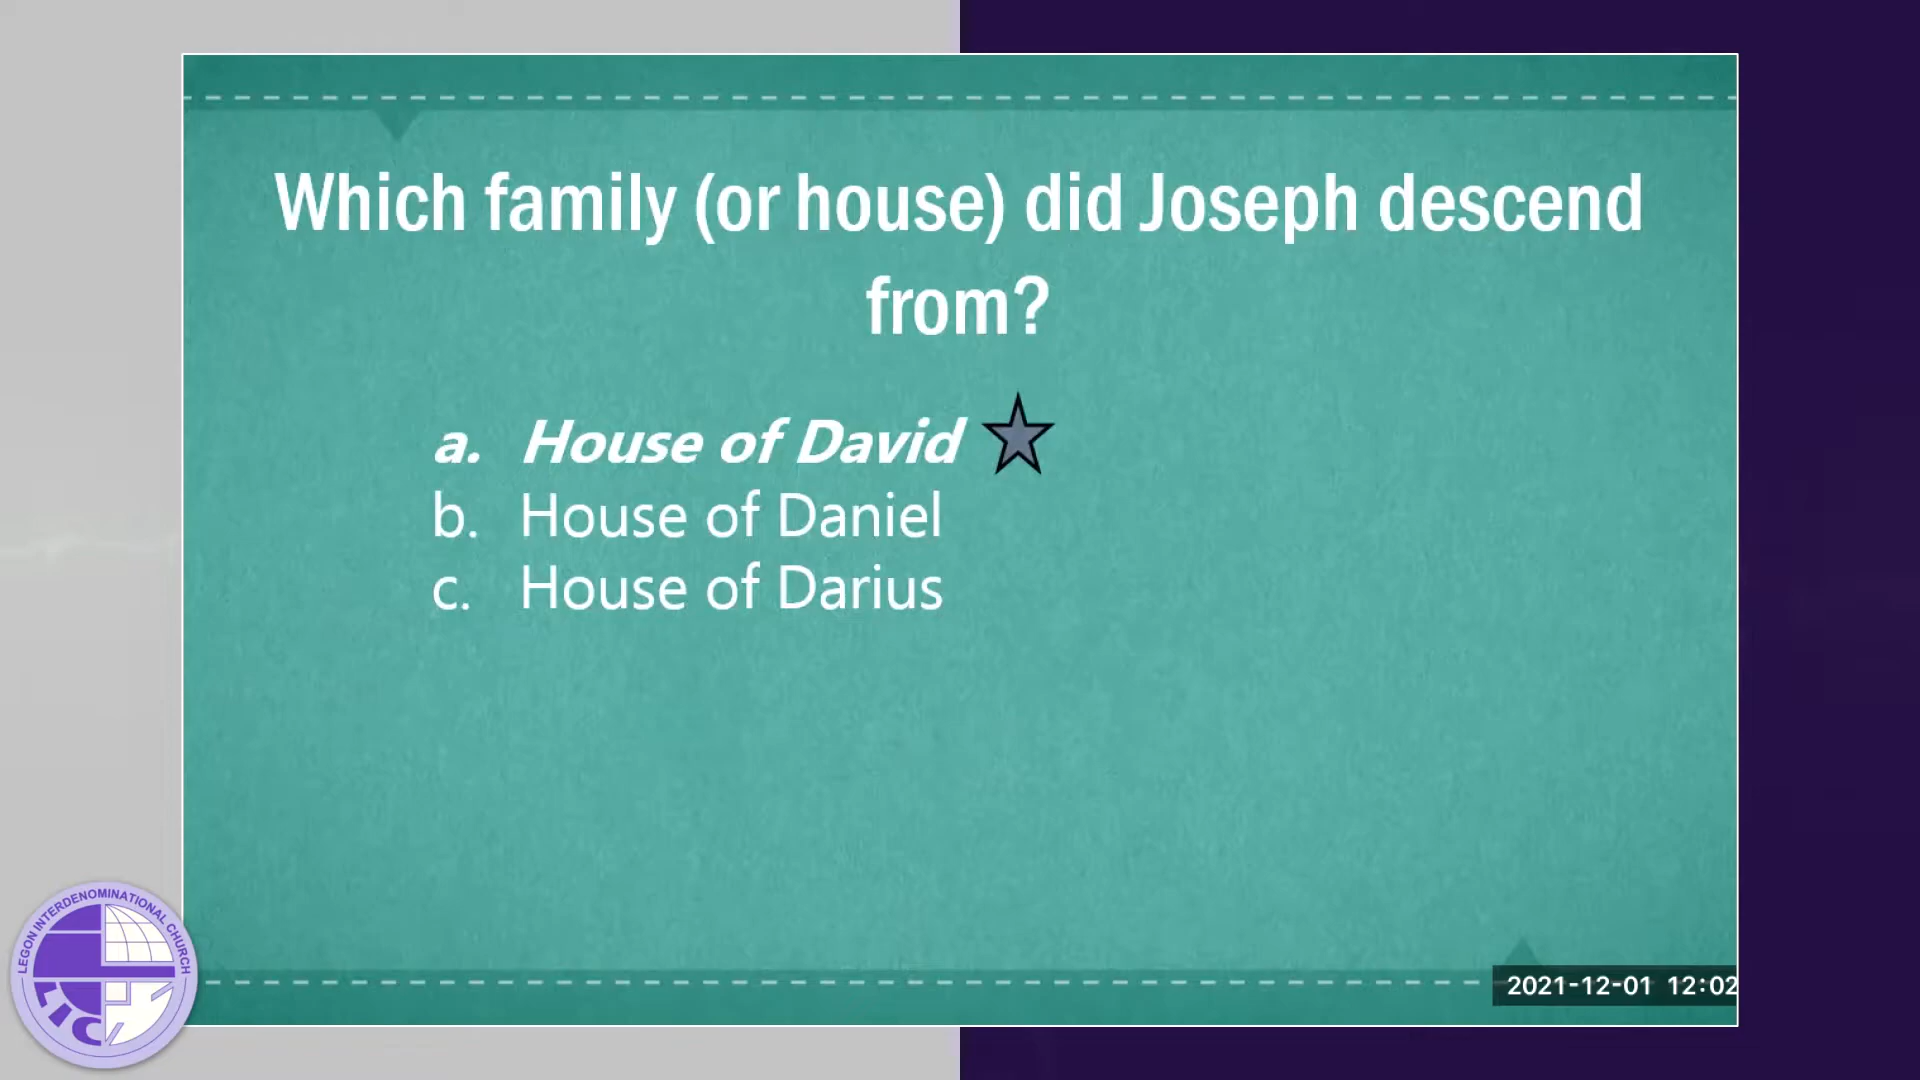 Which family (or house) did Joseph descend
from?
a. House of David
b. House of Daniel
c. House of Darius
LEGON INTERDENOMINATIONAL CHURCH
LIC
2021-12-01 12:02